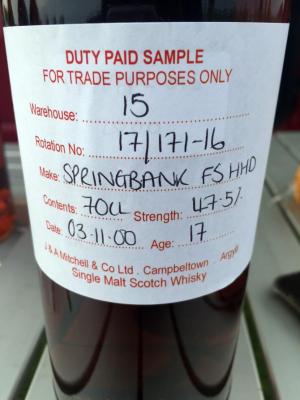 DUTY PAID SAMPLE
FOR TRADE PURPOSES ONLY
Warehouse: 15
Rotation No: 17/171-16
Make: SPRINGBANK FS HHD
Contents: 70CL Strength: 47.5%
Date: 03-11-00 Age: 17
J & A Mitchell & Co Ltd . Campbeltown . Argyll
Single Malt Scotch Whisky